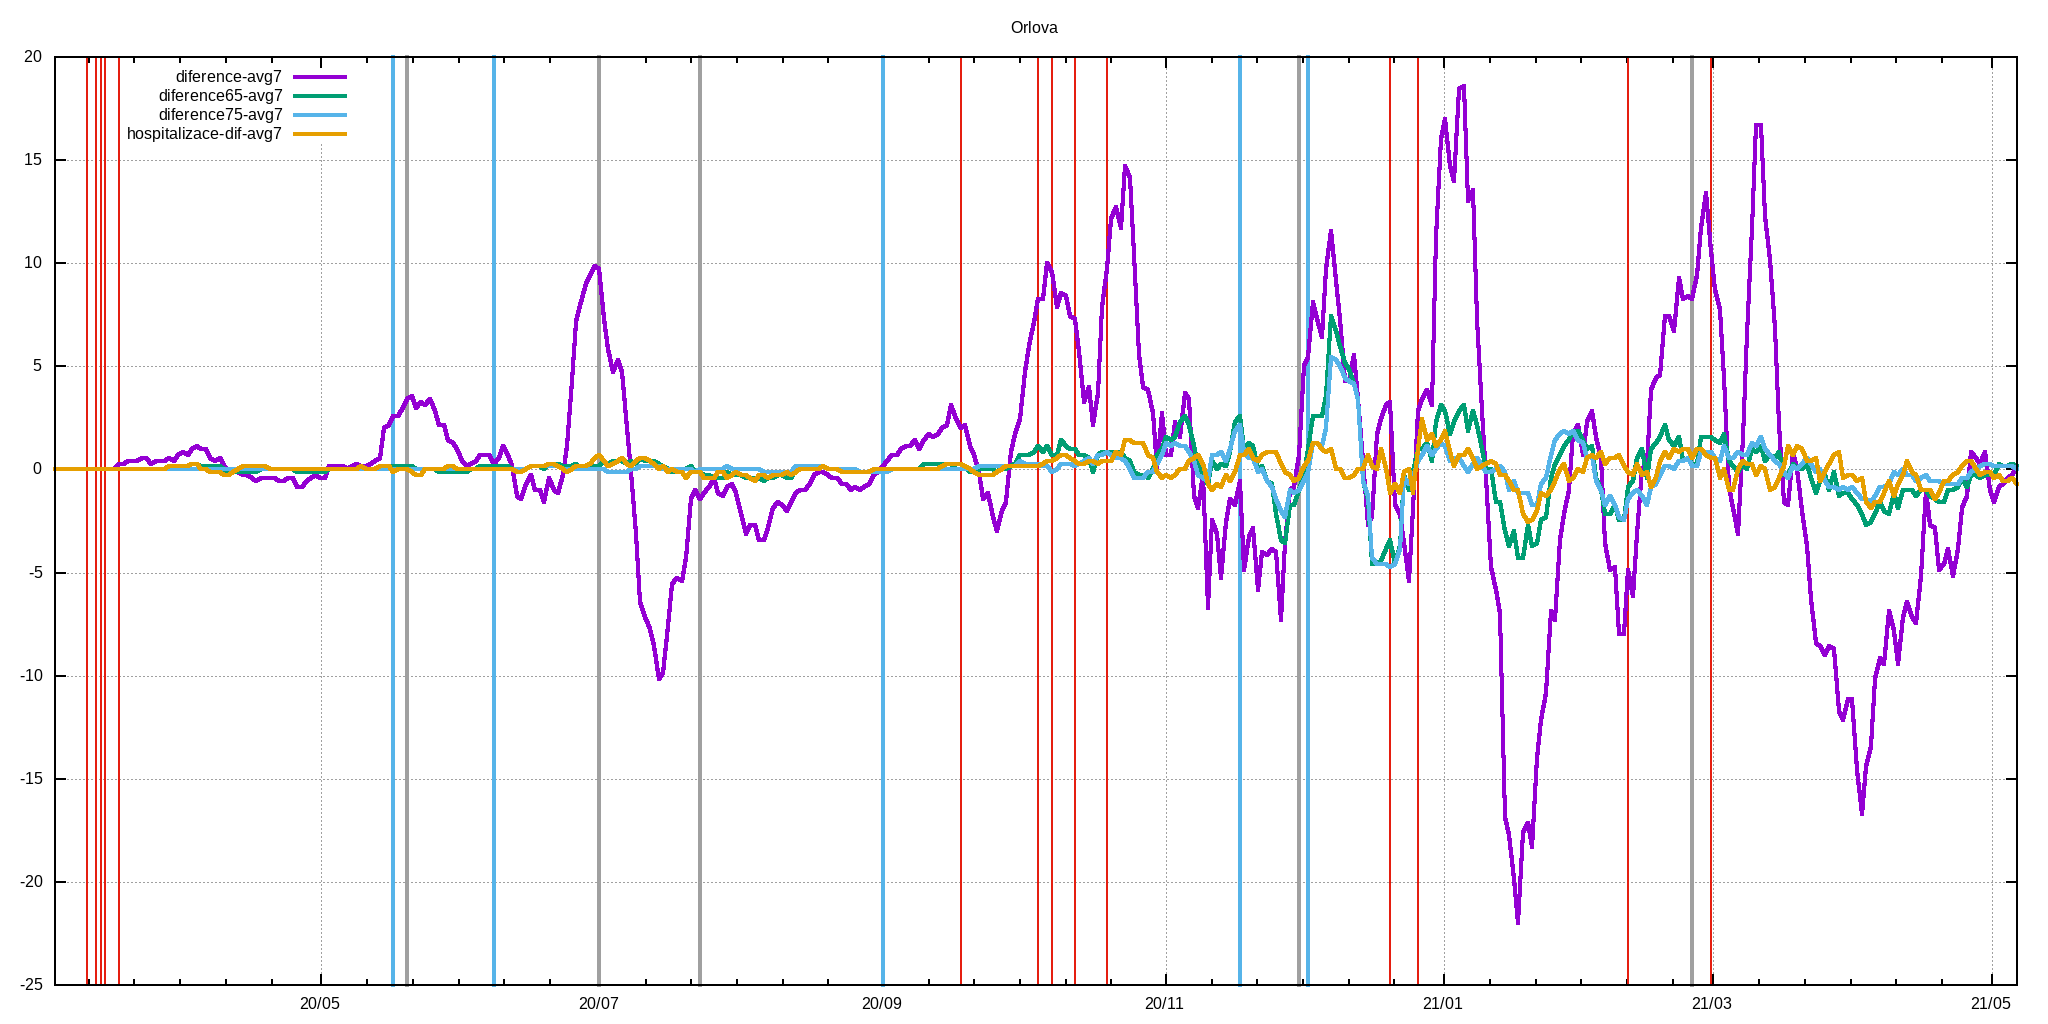 Orlova
diference-avg7
diference65-avg7
diference75-avg7
hospitalizace-dif-avg7
20
15
10
5
0
-5
-10
-15
-20
-25
20/05 20/07 20/09 20/11 21/01 21/03 21/05